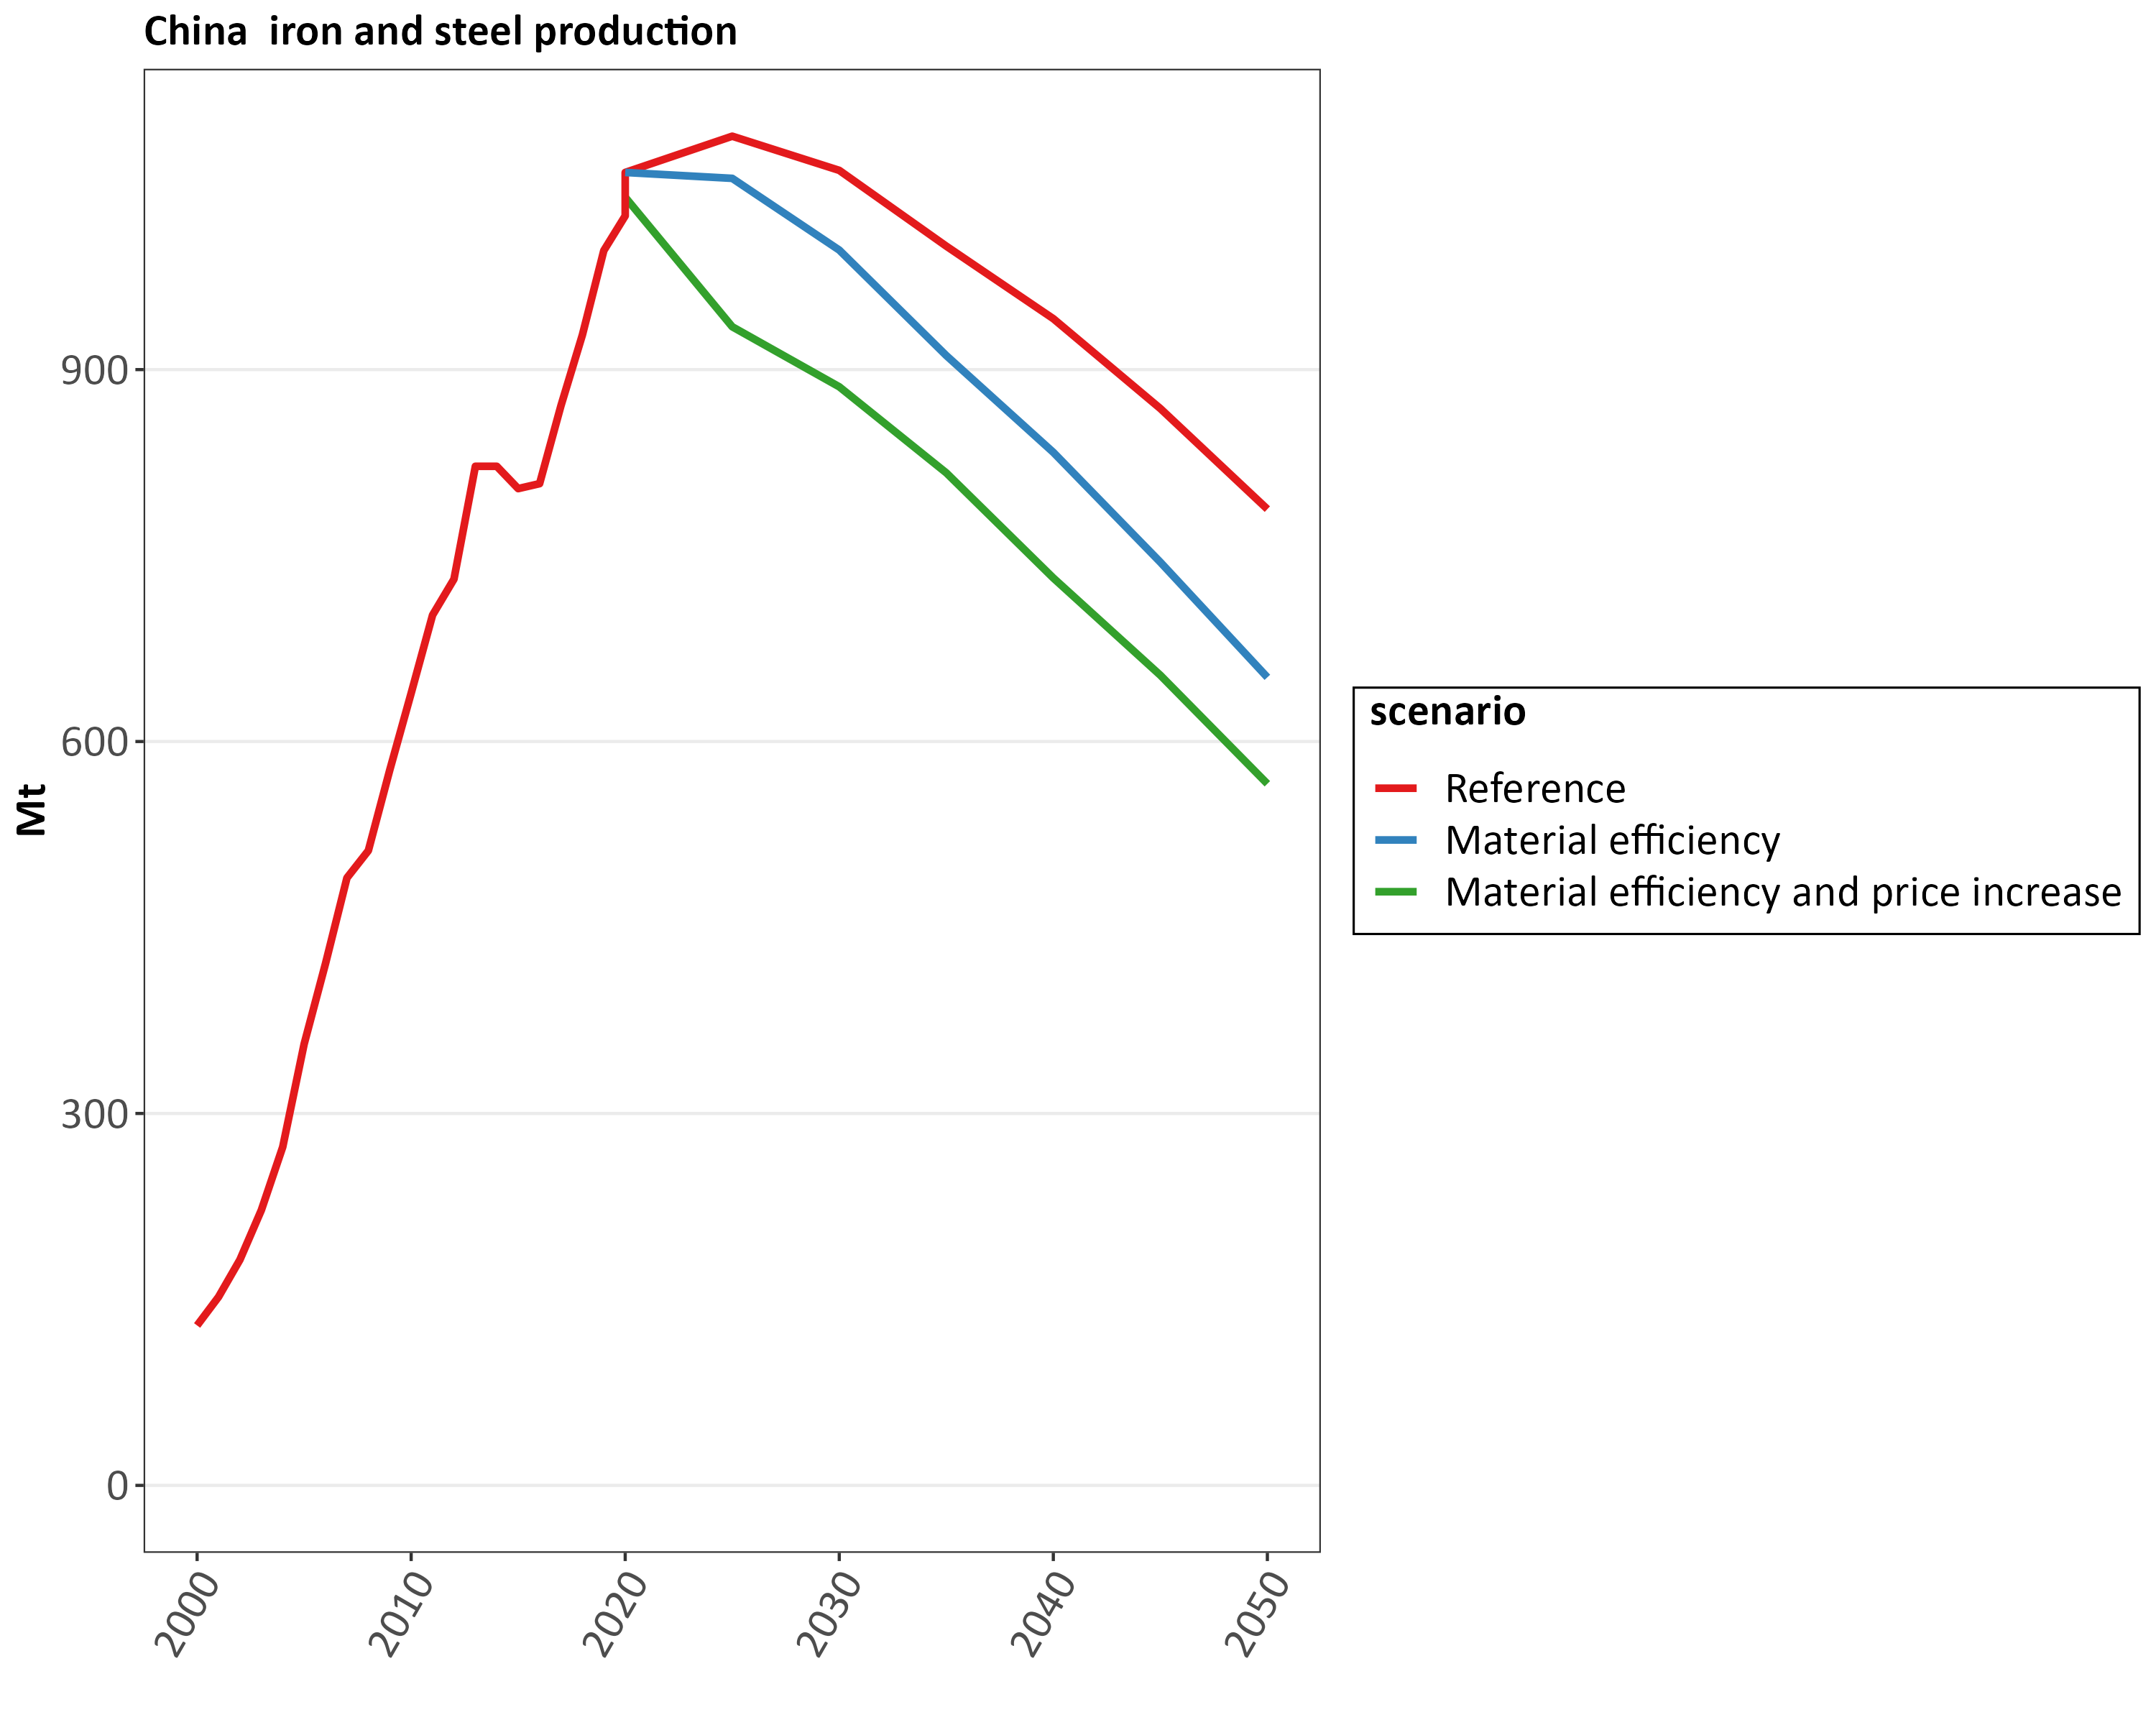 China  iron and steel production
Mt
900
600
300
0
2000
2010
2020
2030
2040
2050
scenario
Reference
Material efficiency
Material efficiency and price increase